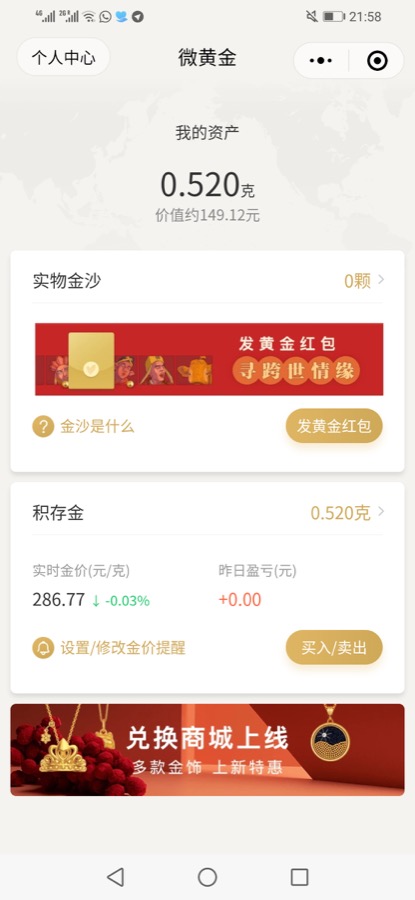 4G 2G 21:58
个人中心
微黄金
我的资产
0.520克
价值约149.12元
实物金沙
0颗
发黄金红包
寻跨世情缘
? 金沙是什么
发黄金红包
积存金
0.520克
实时金价(元/克)
昨日盈亏(元)
286.77 ↓ -0.03%
+0.00
设置/修改金价提醒
买入/卖出
兑换商城上线
多款金饰 上新特惠